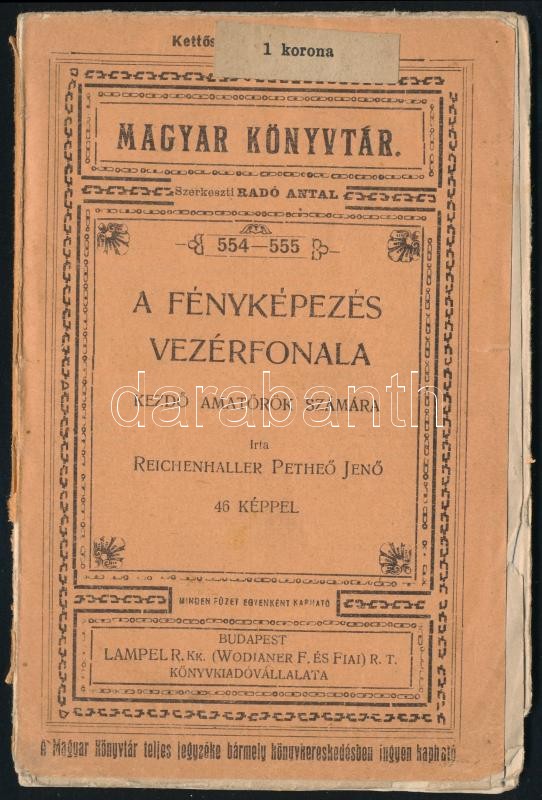 Kettős
1 korona
MAGYAR KÖNYVTÁR.
Szerkeszti RADÓ ANTAL
554—555
A FÉNYKÉPEZÉS
VEZÉRFONALA
KEZDŐ AMATŐRÖK SZÁMÁRA
darabanth
Irta
REICHENHALLER PETHEŐ JENŐ
46 KÉPPEL
MINDEN FÜZET EGYENKÉNT KAPHATÓ
BUDAPEST
LAMPEL R. KK. (WODIANER F. ÉS FIAI) R. T.
KÖNYVKIADÓVÁLLALATA
A Magyar Könyvtár teljes jegyzéke bármely könyvkereskedésben ingyen kapható